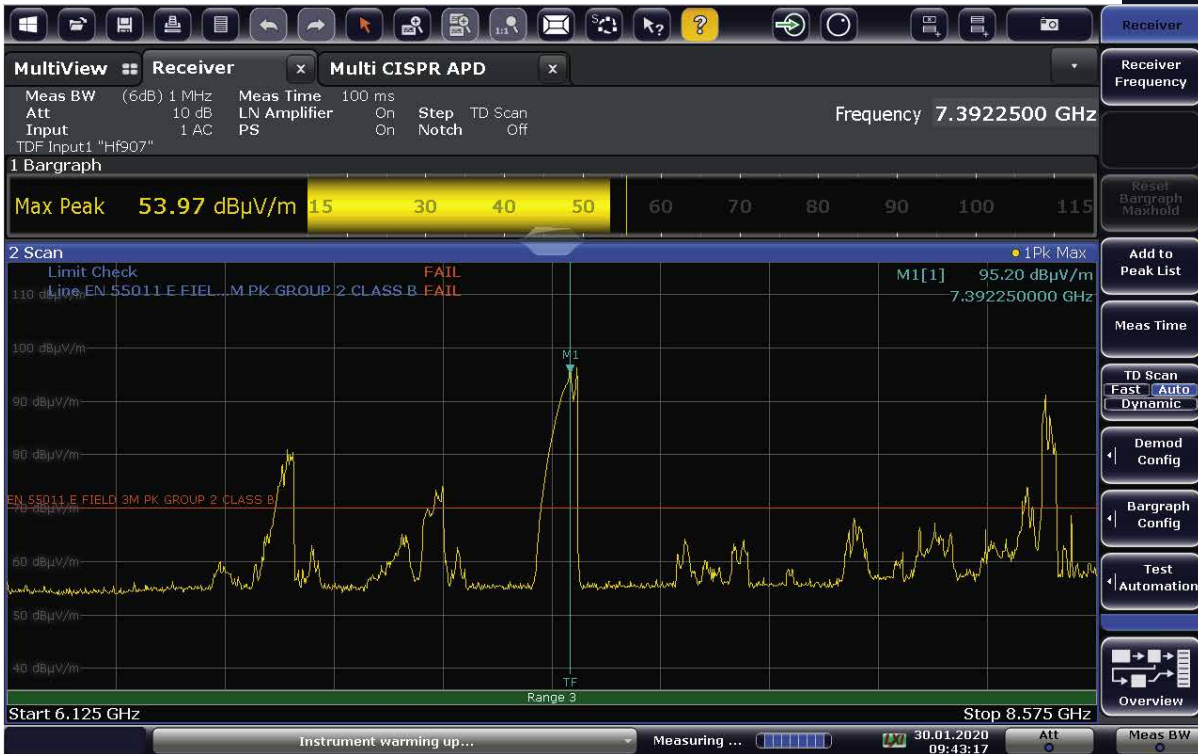 1:1
S
?
?
Receiver
MultiView
Receiver
x
Multi CISPR APD
x
Receiver Frequency
Meas BW (6dB) 1 MHz Meas Time 100 ms
Att 10 dB LN Amplifier On Step TD Scan
Input 1 AC PS On Notch Off
TDF Input1 "Hf907"
Frequency 7.3922500 GHz
1 Bargraph
Max Peak 53.97 dBµV/m 15 30 40 50 60 70 80 90 100 115
Reset Bargraph Maxhold
2 Scan
1Pk Max
Limit Check FAIL
Line EN 55011 E FIEL...M PK GROUP 2 CLASS B FAIL
M1[1] 95.20 dBµV/m
7.392250000 GHz
110 dBµV/m
100 dBµV/m
M1
90 dBµV/m
80 dBµV/m
EN 55011 E FIELD 3M PK GROUP 2 CLASS B
70 dBµV/m
60 dBµV/m
50 dBµV/m
40 dBµV/m
TF
Range 3
Start 6.125 GHz
Stop 8.575 GHz
Add to Peak List
Meas Time
TD Scan
Fast Auto
Dynamic
Demod Config
Bargraph Config
Test Automation
Overview
Instrument warming up...
Measuring ...
30.01.2020
09:43:17
Att
Meas BW